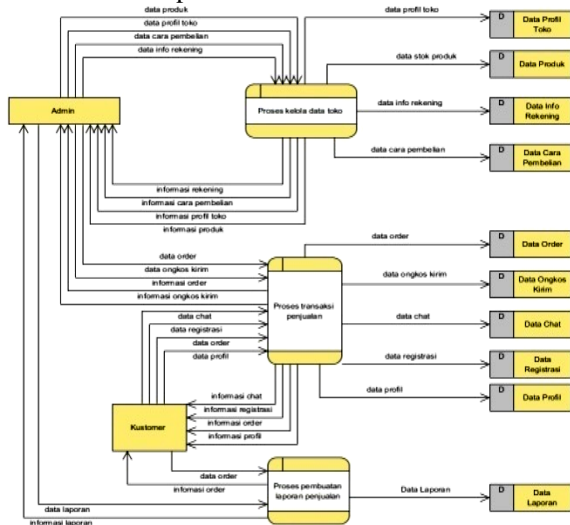 data produk
data profil toko
data cara pembelian
data info rekening
data profil toko
D
Data Profil
Toko
data stok produk
D
Data Produk
Admin
Proses kelola data toko
data info rekening
D
Data Info
Rekening
data cara pembelian
D
Data Cara
Pembelian
informasi rekening
informasi cara pembelian
informasi profil toko
informasi produk
data order
data ongkos kirim
informasi order
informasi ongkos kirim
Proses transaksi
penjualan
data order
D
Data Order
data ongkos kirim
D
Data Ongkos
Kirim
data chat
D
Data Chat
data registrasi
D
Data
Registrasi
data profil
D
Data Profil
data chat
data registrasi
data order
data profil
informasi chat
informasi registrasi
informasi order
informasi profil
Kustomer
data order
infomasi order
Proses pembuatan
laporan penjualan
Data Laporan
D
Data
Laporan
data laporan
informasi laporan